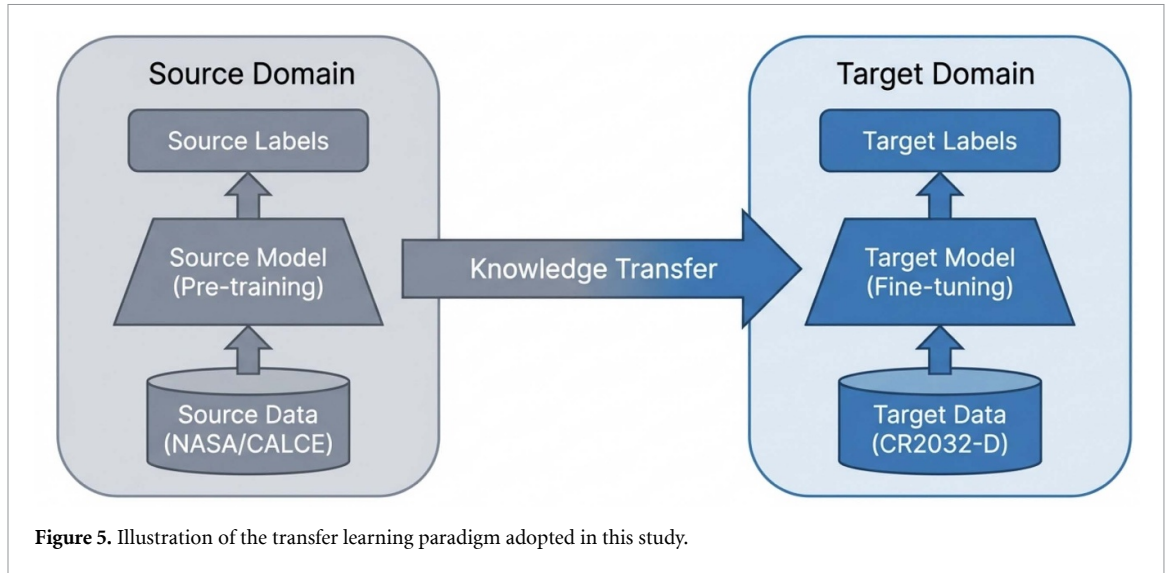 Source Domain
Source Labels
Source Model
(Pre-training)
Source Data
(NASA/CALCE)
Knowledge Transfer
Target Domain
Target Labels
Target Model
(Fine-tuning)
Target Data
(CR2032-D)
Figure 5. Illustration of the transfer learning paradigm adopted in this study.